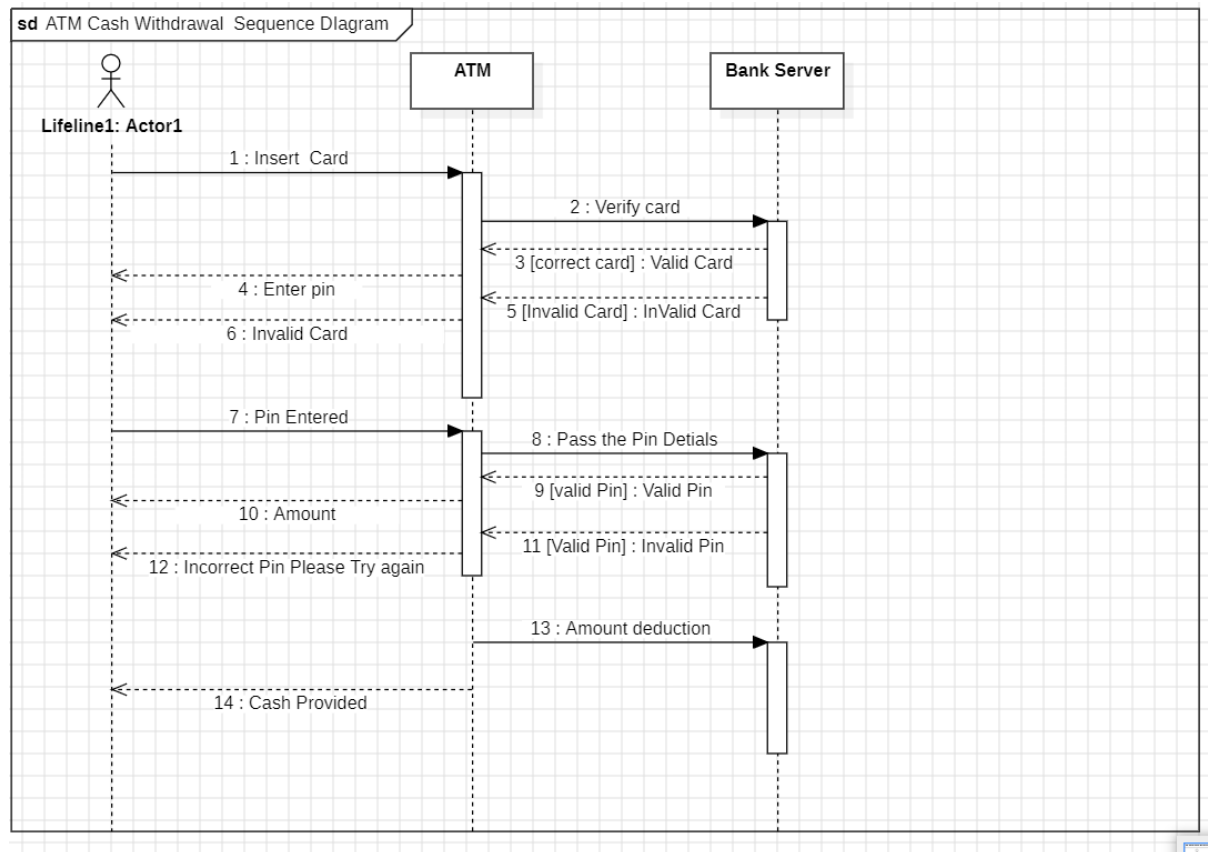 sd ATM Cash Withdrawal Sequence DIagram
ATM
Bank Server
Lifeline1: Actor1
1 : Insert Card
2 : Verify card
3 [correct card] : Valid Card
4 : Enter pin
5 [Invalid Card] : InValid Card
6 : Invalid Card
7 : Pin Entered
8 : Pass the Pin Detials
9 [valid Pin] : Valid Pin
10 : Amount
11 [Valid Pin] : Invalid Pin
12 : Incorrect Pin Please Try again
13 : Amount deduction
14 : Cash Provided